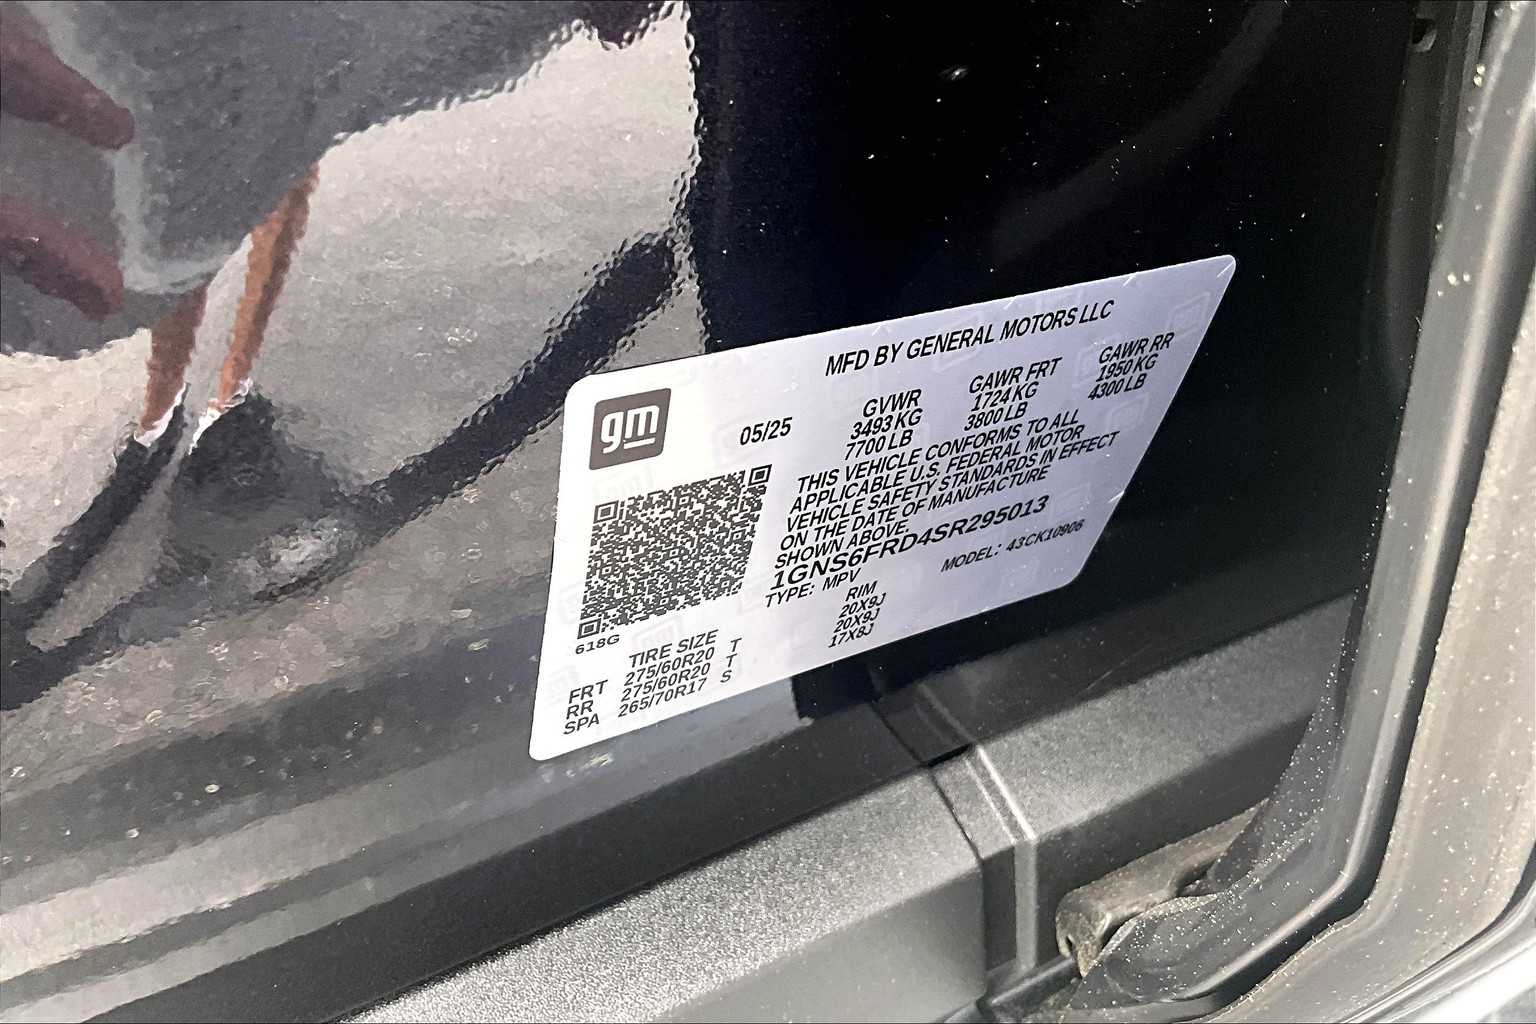 MFD BY GENERAL MOTORS LLC
gm
05/25
GVWR GAWR FRT GAWR RR
3493 KG 1724 KG 1950 KG
7700 LB 3800 LB 4300 LB
THIS VEHICLE CONFORMS TO ALL
APPLICABLE U.S. FEDERAL MOTOR
VEHICLE SAFETY STANDARDS IN EFFECT
ON THE DATE OF MANUFACTURE
SHOWN ABOVE.
1GNS6FRD4SR295013
TYPE: MPV MODEL: 43CK10906
618G
TIRE SIZE RIM
FRT 275/60R20 T 20X9J
RR 275/60R20 T 20X9J
SPA 265/70R17 S 17X8J